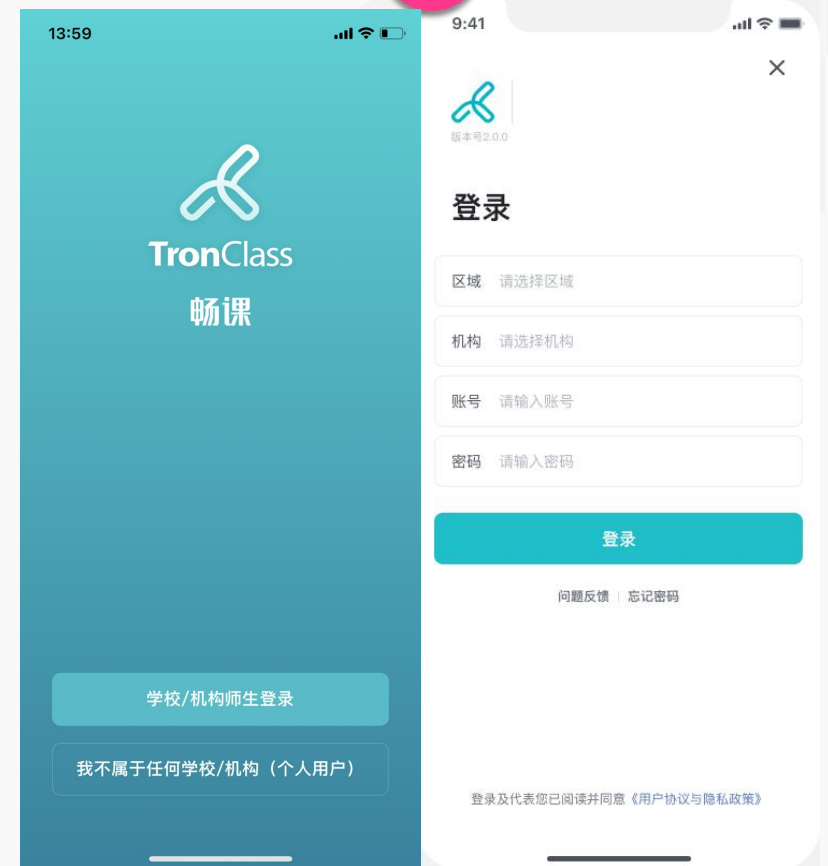 13:59
TronClass
畅课
学校/机构师生登录
我不属于任何学校/机构（个人用户）
9:41
版本号2.0.0
登录
区域 请选择区域
机构 请选择机构
账号 请输入账号
密码 请输入密码
登录
问题反馈 | 忘记密码
登录及代表您已阅读并同意《用户协议与隐私政策》